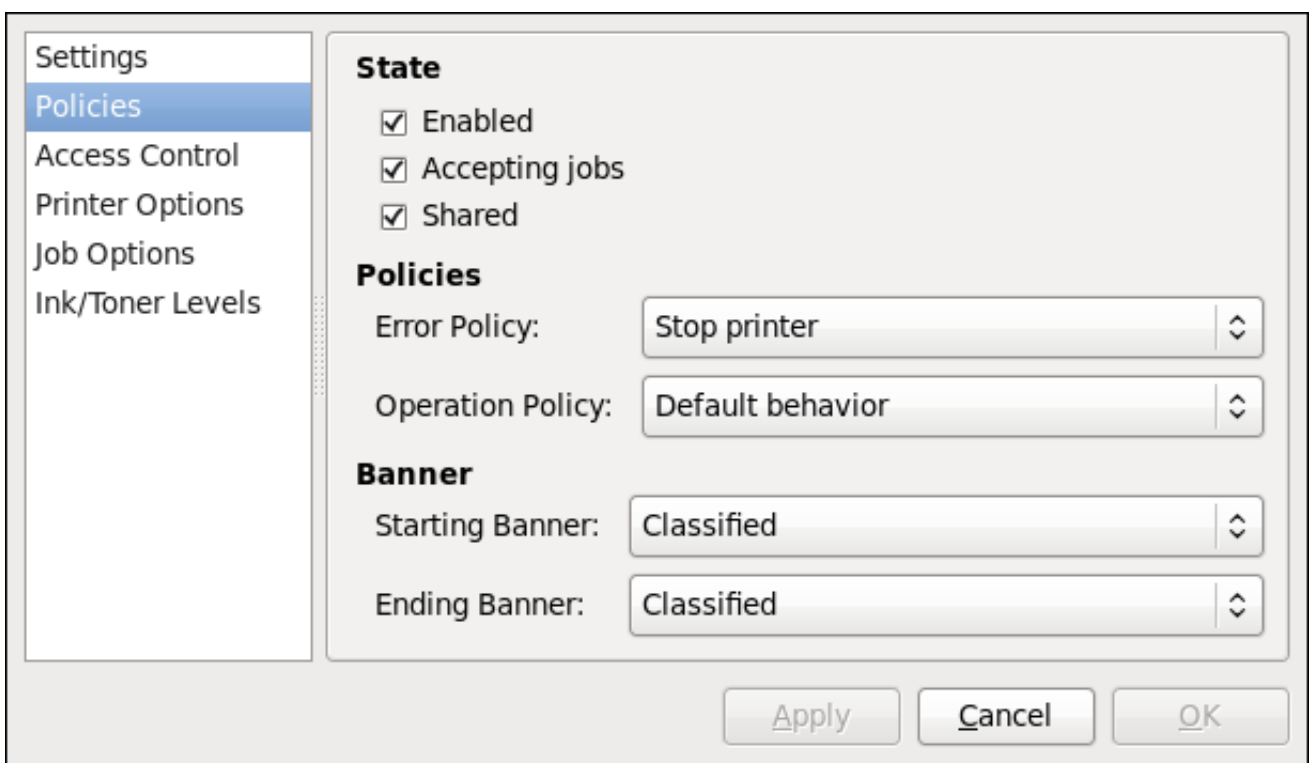 Settings
Policies
Access Control
Printer Options
Job Options
Ink/Toner Levels
State
Enabled
Accepting jobs
Shared
Policies
Error Policy: Stop printer
Operation Policy: Default behavior
Banner
Starting Banner: Classified
Ending Banner: Classified
Apply Cancel OK